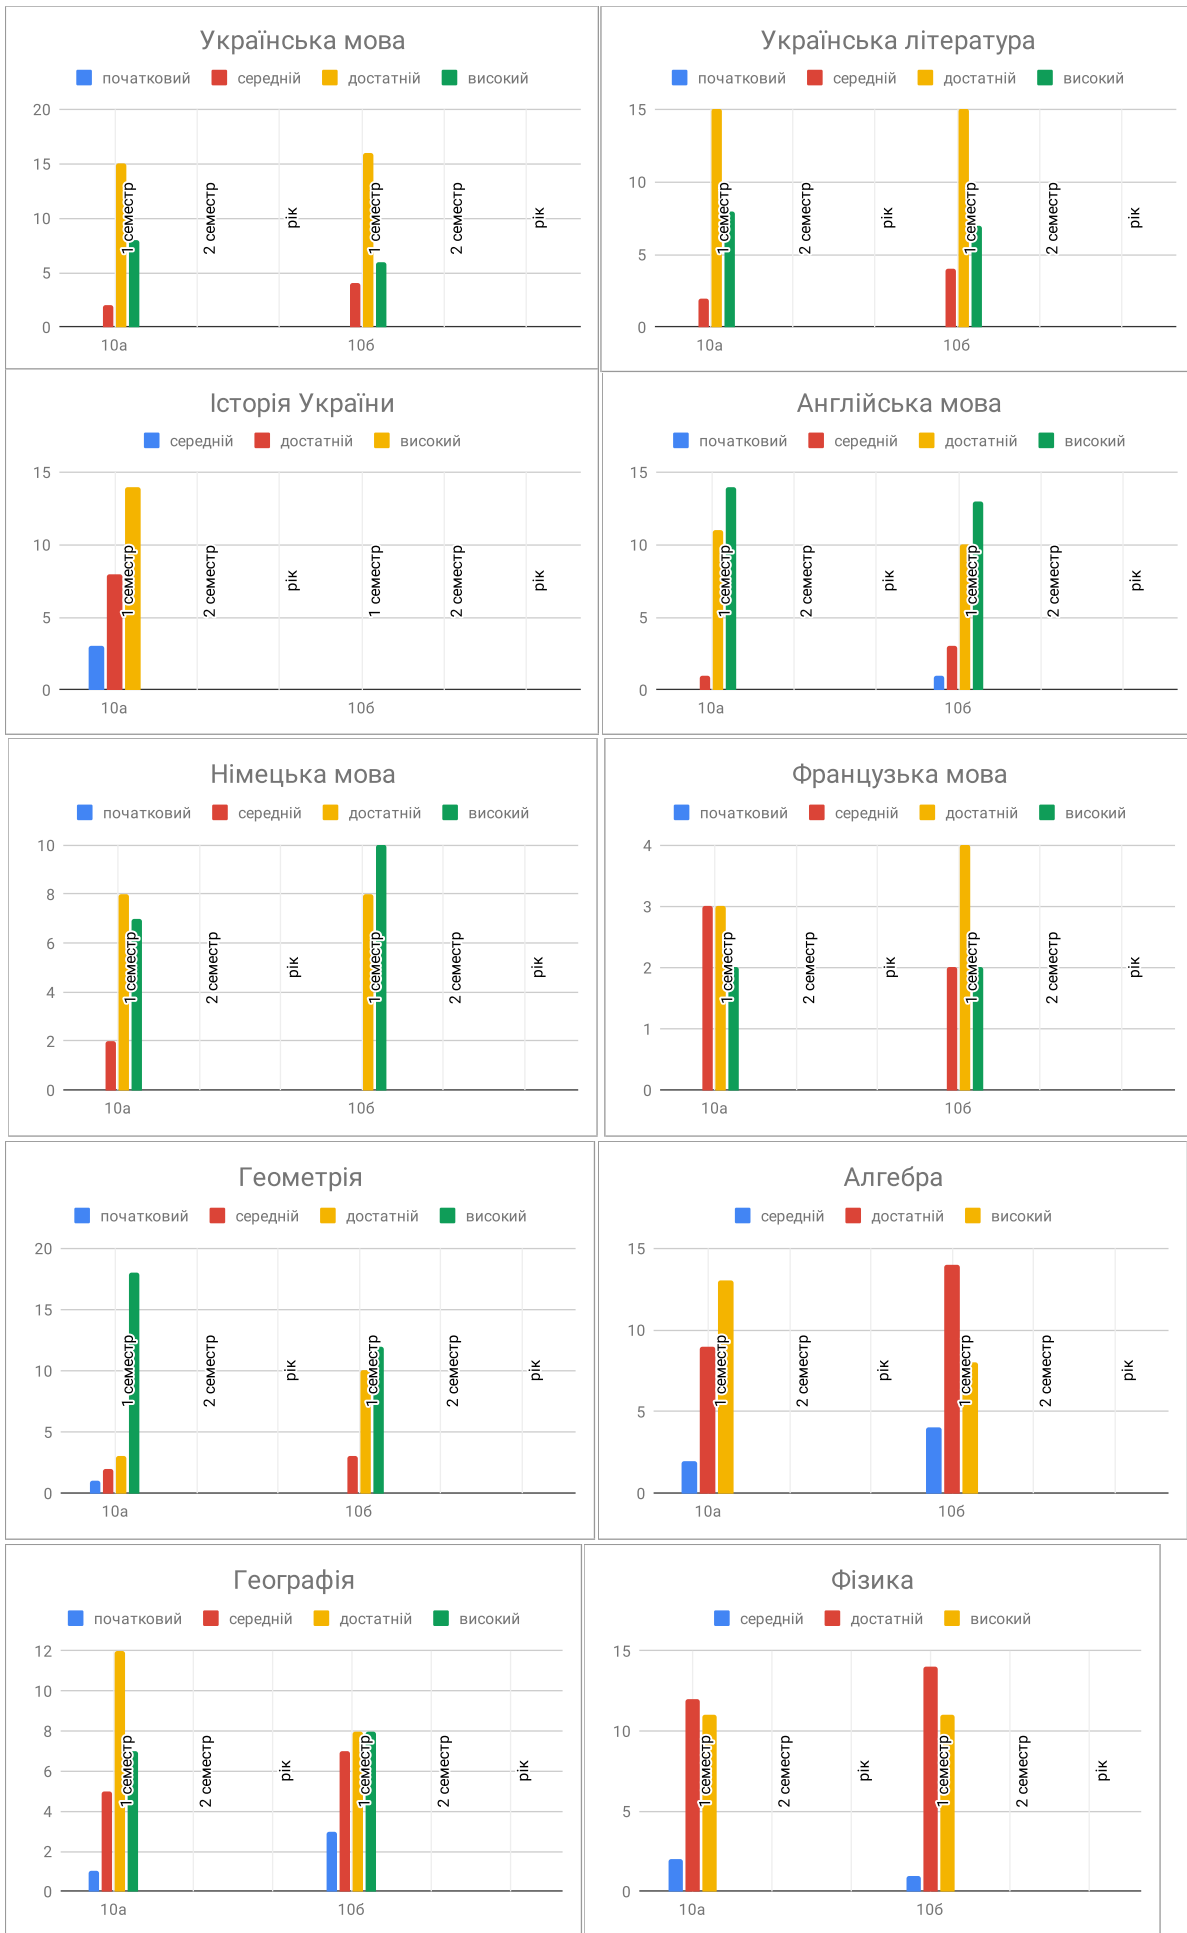 Українська мова
початковий середній достатній високий
20
15
10
5
0
1 семестр 2 семестр рік 1 семестр 2 семестр рік
10а 10б
Українська література
початковий середній достатній високий
15
10
5
0
1 семестр 2 семестр рік 1 семестр 2 семестр рік
10а 10б
Історія України
середній достатній високий
15
10
5
0
1 семестр 2 семестр рік 1 семестр 2 семестр рік
10а 10б
Англійська мова
початковий середній достатній високий
15
10
5
0
1 семестр 2 семестр рік 1 семестр 2 семестр рік
10а 10б
Німецька мова
початковий середній достатній високий
10
8
6
4
2
0
1 семестр 2 семестр рік 1 семестр 2 семестр рік
10а 10б
Французька мова
початковий середній достатній високий
4
3
2
1
0
1 семестр 2 семестр рік 1 семестр 2 семестр рік
10а 10б
Геометрія
початковий середній достатній високий
20
15
10
5
0
1 семестр 2 семестр рік 1 семестр 2 семестр рік
10а 10б
Алгебра
середній достатній високий
15
10
5
0
1 семестр 2 семестр рік 1 семестр 2 семестр рік
10а 10б
Географія
початковий середній достатній високий
12
10
8
6
4
2
0
1 семестр 2 семестр рік 1 семестр 2 семестр рік
10а 10б
Фізика
середній достатній високий
15
10
5
0
1 семестр 2 семестр рік 1 семестр 2 семестр рік
10а 10б